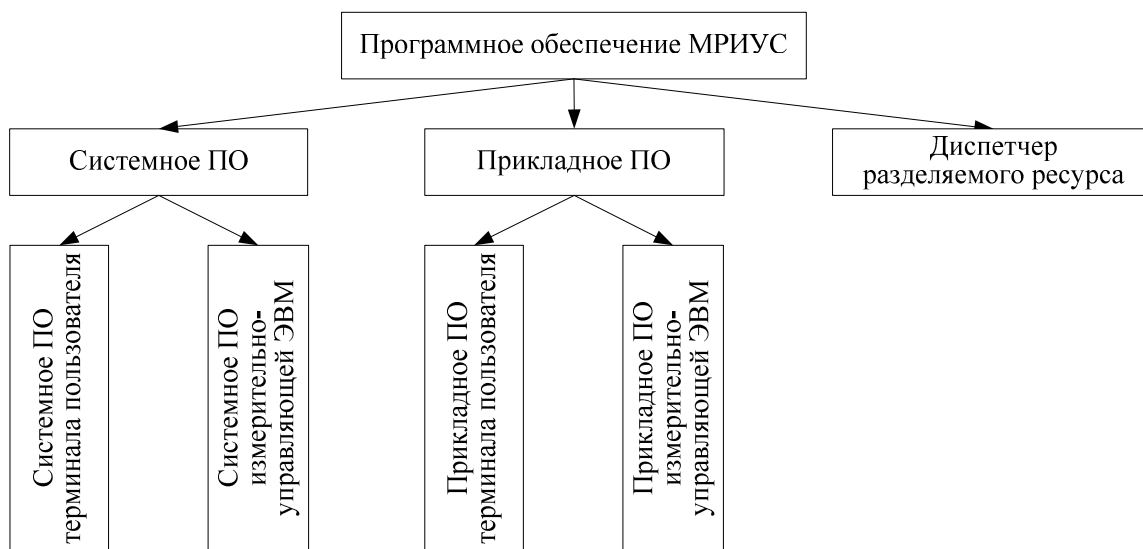 Программное обеспечение МРИУС
Системное ПО
Прикладное ПО
Диспетчер
разделяемого ресурса
Системное ПО
терминала пользователя
Системное ПО
измерительно-
управляющей ЭВМ
Прикладное ПО
терминала пользователя
Прикладное ПО
измерительно-
управляющей ЭВМ